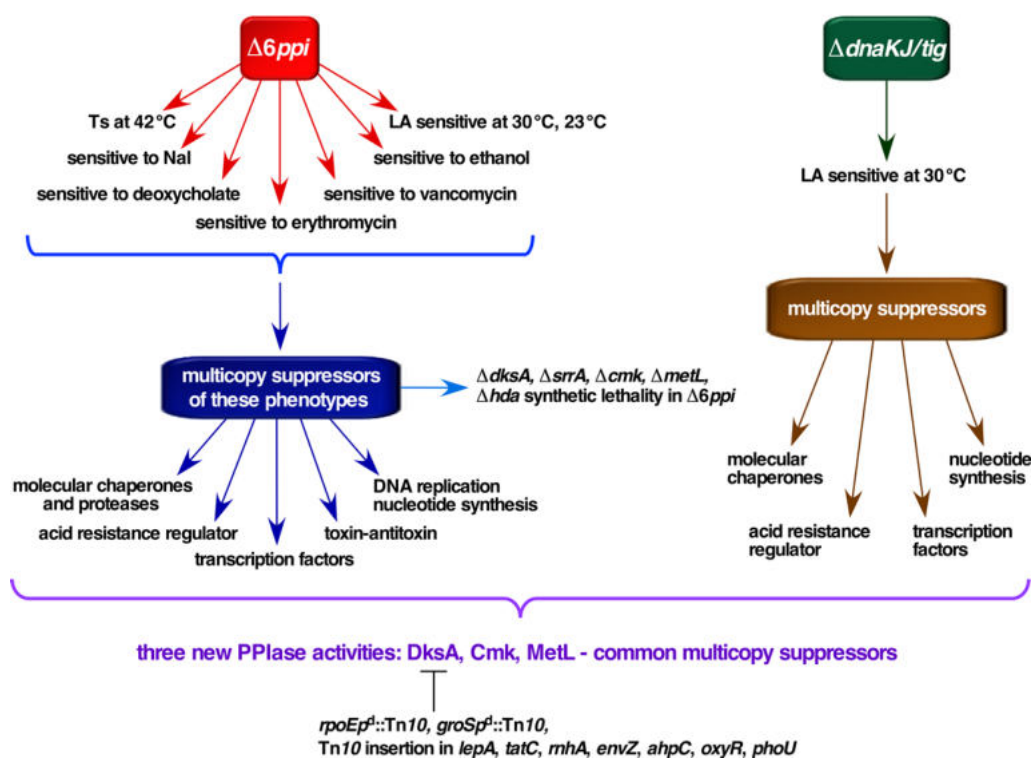 Δ6ppi
ΔdnaKJ/tig
Ts at 42°C
LA sensitive at 30°C, 23°C
sensitive to Nal
sensitive to ethanol
sensitive to deoxycholate
sensitive to vancomycin
sensitive to erythromycin
LA sensitive at 30°C
multicopy suppressors
of these phenotypes
ΔdksA, ΔsrrA, Δcmk, ΔmetL,
Δhda synthetic lethality in Δ6ppi
multicopy suppressors
molecular chaperones
and proteases
DNA replication
nucleotide synthesis
acid resistance regulator
toxin-antitoxin
transcription factors
molecular
chaperones
nucleotide
synthesis
acid resistance
regulator
transcription
factors
three new PPIase activities: DksA, Cmk, MetL - common multicopy suppressors
rpoEpᵈ::Tn10, groSpᵈ::Tn10,
Tn10 insertion in lepA, tatC, rnhA, envZ, ahpC, oxyR, phoU